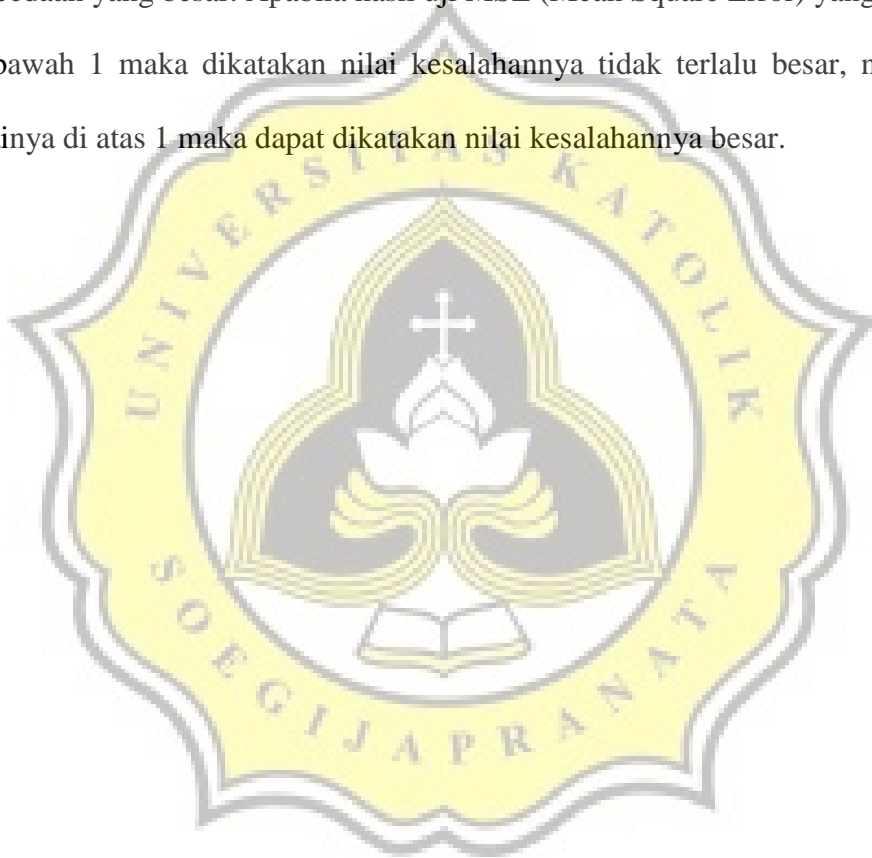 yang besar. Apabila hasil uji MSE (Mean Square Error) yang
bawah 1 maka dikatakan nilai kesalahannya tidak terlalu besar,
inya di atas 1 maka dapat dikatakan nilai kesalahannya besar.
UNIVERSITAS KATOLIK
SOEGIJAPRANATA